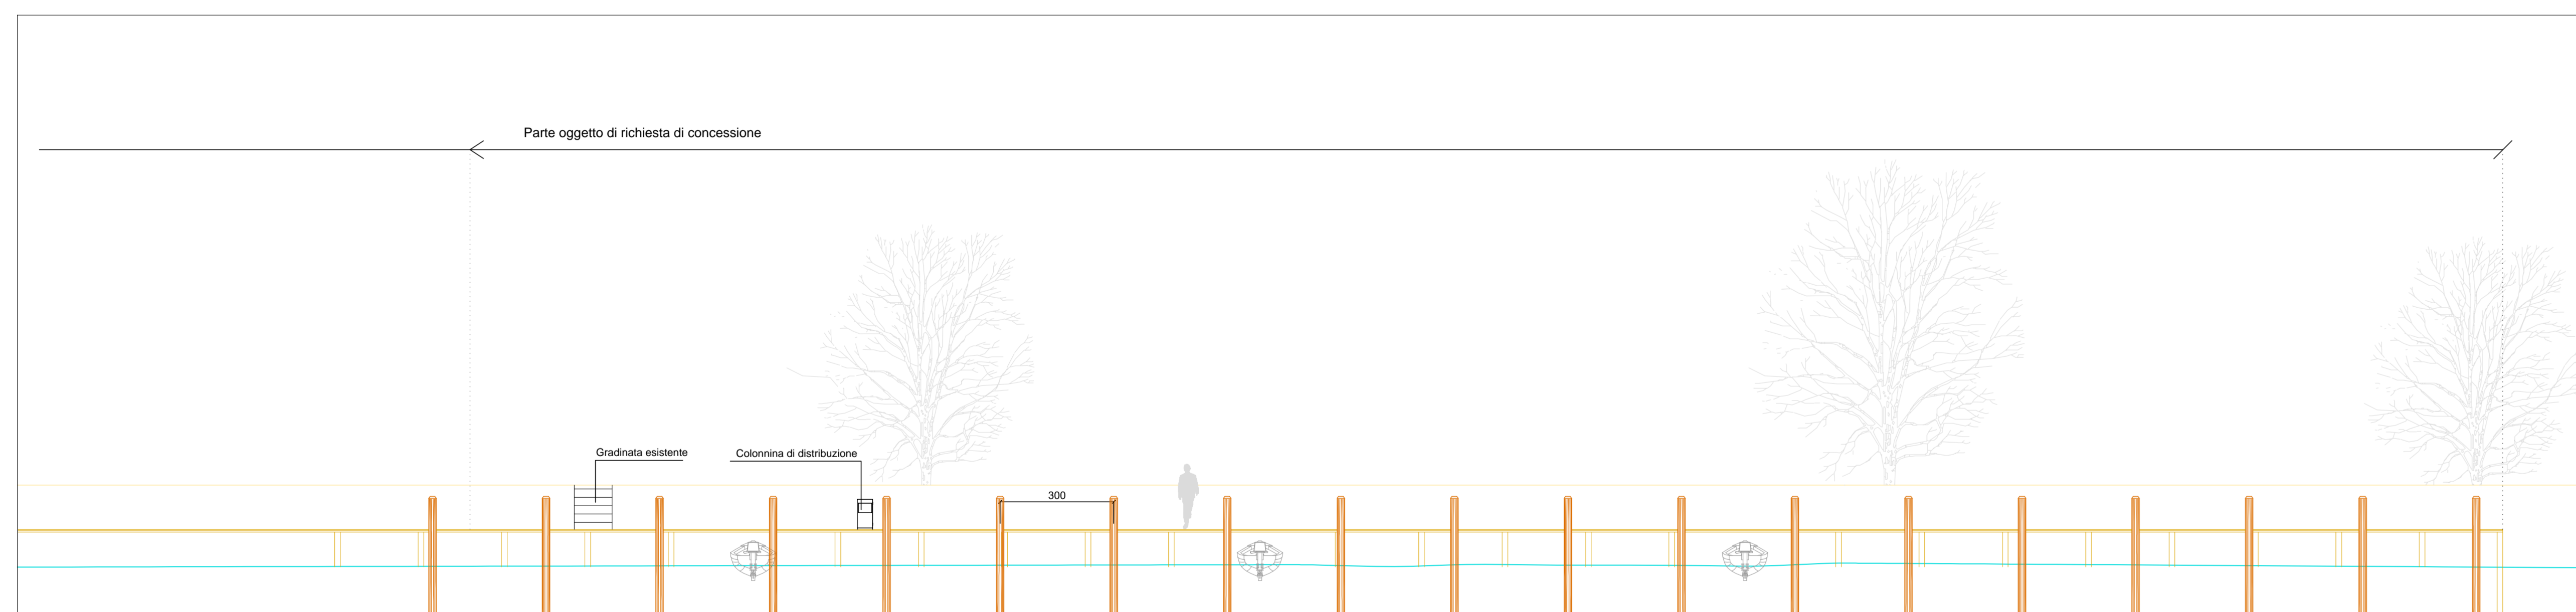 Parte oggetto di richiesta di concessione
Gradinata esistente
Colonnina di distribuzione
300